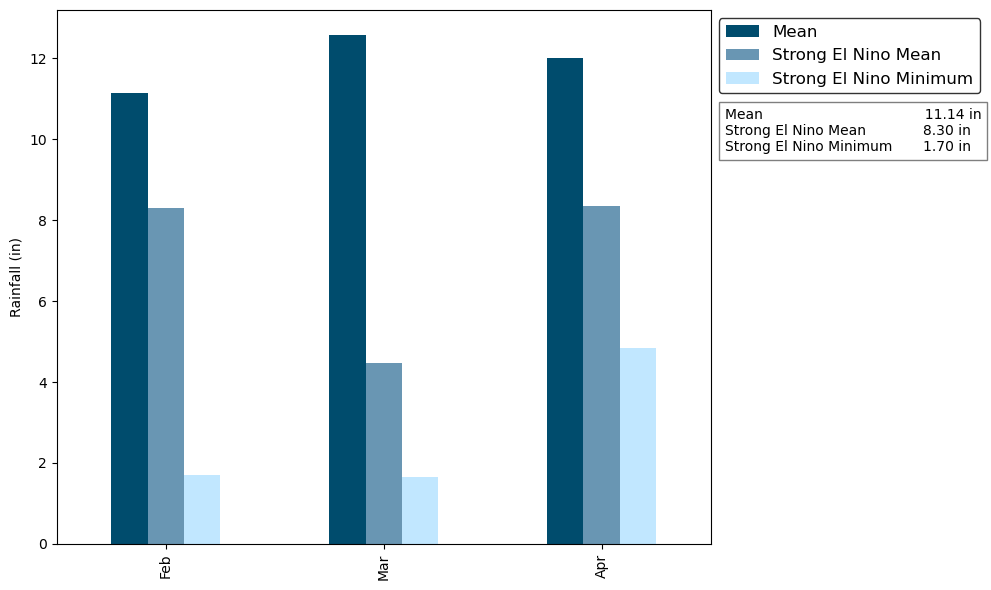 Mean
Strong El Nino Mean
Strong El Nino Minimum
Mean 11.14 in
Strong El Nino Mean 8.30 in
Strong El Nino Minimum 1.70 in
Rainfall (in)
12
10
8
6
4
2
0
Feb Mar Apr